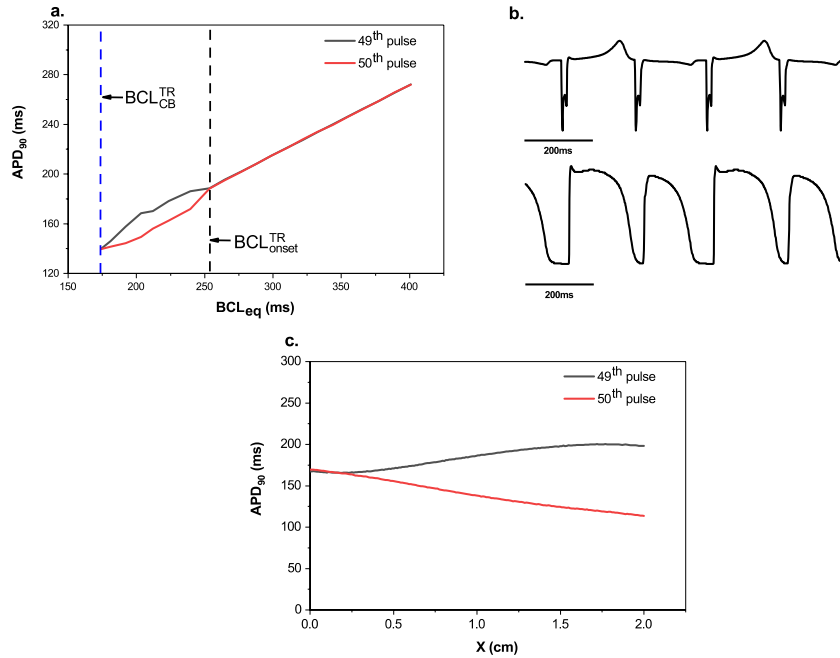 a.
320
280
240
200
160
120
APD90 (ms)
49th pulse
50th pulse
BCLTRCB
BCLTRonset
150
200
250
300
350
400
BCLeq (ms)
b.
200ms
200ms
c.
300
250
200
150
100
50
0
APD90 (ms)
49th pulse
50th pulse
0.0
0.5
1.0
1.5
2.0
X (cm)